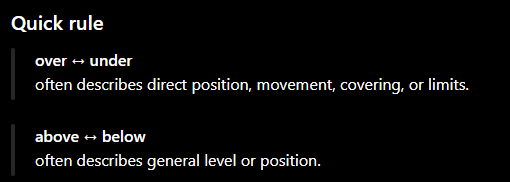 Quick rule
over ↔ under
often describes direct position, movement, covering, or limits.
above ↔ below
often describes general level or position.